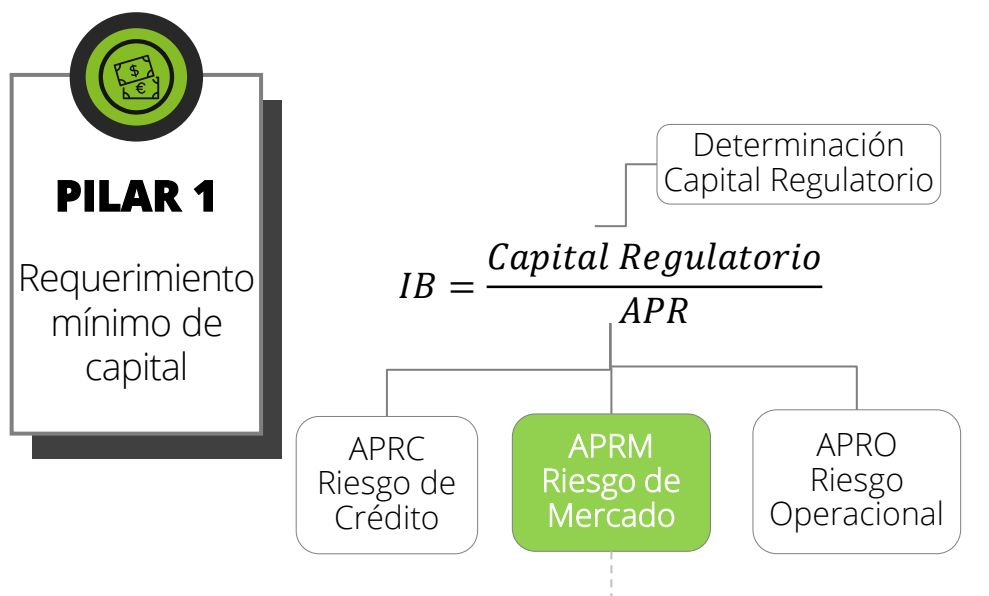 $
€
PILAR 1
Requerimiento
mínimo de
capital
Determinación
Capital Regulatorio
IB = Capital Regulatorio / APR
APRC
Riesgo de
Crédito
APRM
Riesgo de
Mercado
APRO
Riesgo
Operacional